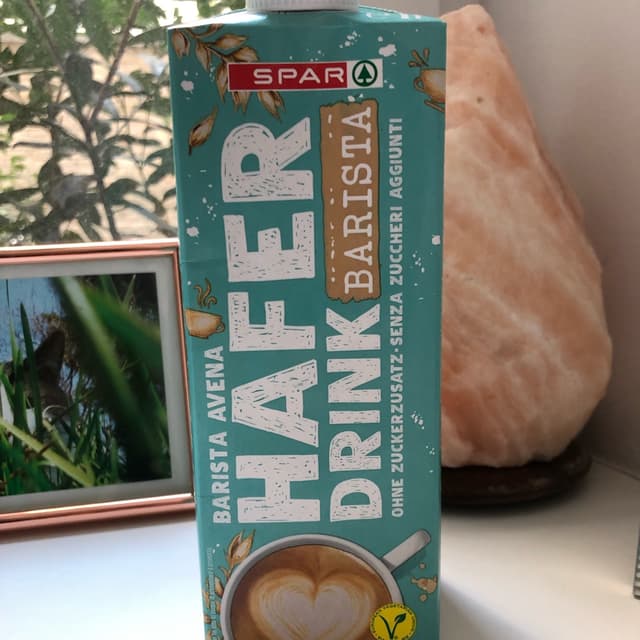 SPAR
BARISTA AVENA
HAFER
DRINK
BARISTA
OHNE ZUCKERZUSATZ-SENZA ZUCCHERI AGGIUNTI